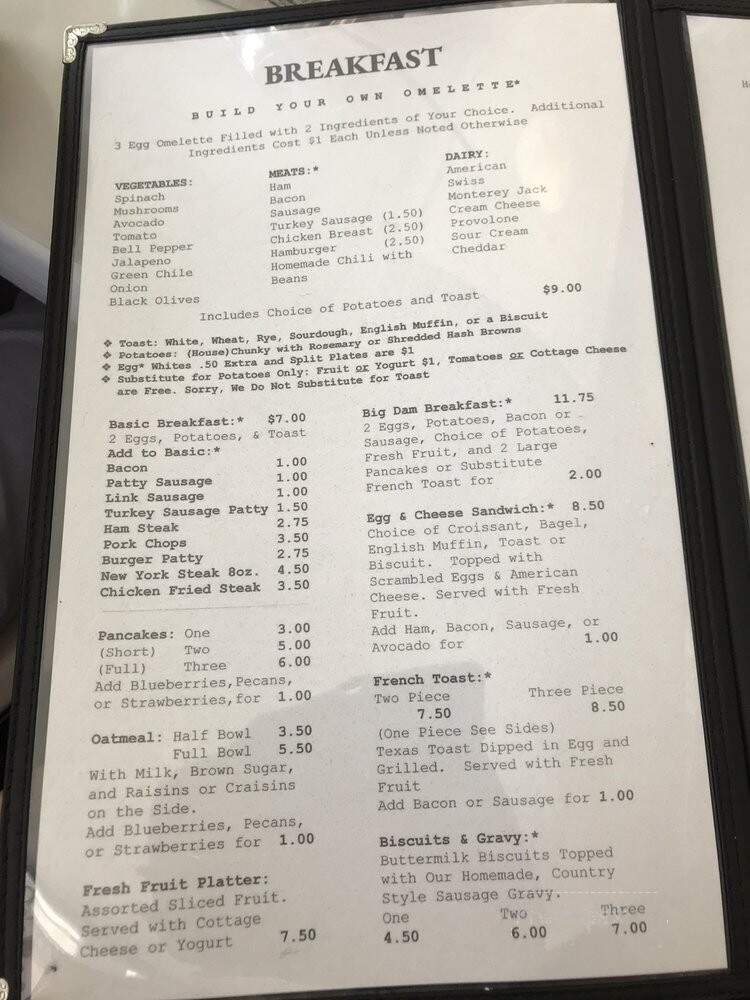 BREAKFAST
BUILD YOUR OWN OMELETTE*
3 Egg Omelette Filled with 2 Ingredients of Your Choice. Additional
Ingredients Cost $1 Each Unless Noted Otherwise
VEGETABLES:
Spinach
Mushrooms
Avocado
Tomato
Bell Pepper
Jalapeno
Green Chile
Onion
Black Olives
MEATS:*
Ham
Bacon
Sausage
Turkey Sausage (1.50)
Chicken Breast (2.50)
Hamburger (2.50)
Homemade Chili with
Beans
DAIRY:
American
Swiss
Monterey Jack
Cream Cheese
Provolone
Sour Cream
Cheddar
Includes Choice of Potatoes and Toast $9.00
❖ Toast: White, Wheat, Rye, Sourdough, English Muffin, or a Biscuit
❖ Potatoes: (House)Chunky with Rosemary or Shredded Hash Browns
❖ Egg* Whites .50 Extra and Split Plates are $1
❖ Substitute for Potatoes Only: Fruit or Yogurt $1, Tomatoes or Cottage Cheese
are Free. Sorry, We Do Not Substitute for Toast
Basic Breakfast:* $7.00
2 Eggs, Potatoes, & Toast
Add to Basic:*
Bacon 1.00
Patty Sausage 1.00
Link Sausage 1.00
Turkey Sausage Patty 1.50
Ham Steak 2.75
Pork Chops 3.50
Burger Patty 2.75
New York Steak 8oz. 4.50
Chicken Fried Steak 3.50
Pancakes: One 3.00
(Short) Two 5.00
(Full) Three 6.00
Add Blueberries, Pecans,
or Strawberries, for 1.00
Oatmeal: Half Bowl 3.50
Full Bowl 5.50
With Milk, Brown Sugar,
and Raisins or Craisins
on the Side.
Add Blueberries, Pecans,
or Strawberries for 1.00
Fresh Fruit Platter:
Assorted Sliced Fruit.
Served with Cottage
Cheese or Yogurt 7.50
Big Dam Breakfast:* 11.75
2 Eggs, Potatoes, Bacon or
Sausage, Choice of Potatoes,
Fresh Fruit, and 2 Large
Pancakes or Substitute
French Toast for 2.00
Egg & Cheese Sandwich:* 8.50
Choice of Croissant, Bagel,
English Muffin, Toast or
Biscuit. Topped with
Scrambled Eggs & American
Cheese. Served with Fresh
Fruit.
Add Ham, Bacon, Sausage, or
Avocado for 1.00
French Toast:*
Two Piece Three Piece
7.50 8.50
(One Piece See Sides)
Texas Toast Dipped in Egg and
Grilled. Served with Fresh
Fruit
Add Bacon or Sausage for 1.00
Biscuits & Gravy:*
Buttermilk Biscuits Topped
with Our Homemade, Country
Style Sausage Gravy.
One Two Three
4.50 6.00 7.00